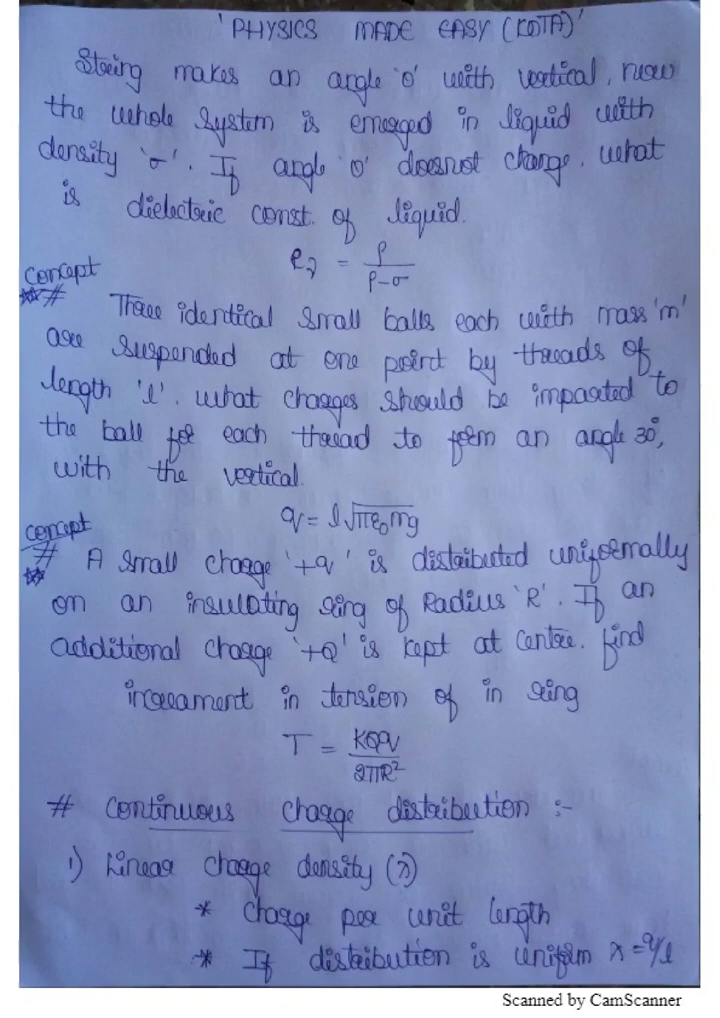 'PHYSICS MADE EASY (KOTA)'
String makes an angle 'θ' with vertical, now
the whole system is emerged in liquid with
density 'σ'. If angle 'θ' doesnot change. what
is dielectric const. of liquid.
εr = ρ/ρ-σ
concept
# Three identical small balls each with mass 'm'
are suspended at one point by threads of
length 'l'. what charges should be imparted to
the ball for each thread to form an angle 30°,
with the vertical.
q = l√πε0mg
concept
# A small charge '+q' is distributed uniformally
on an insulating ring of Radius 'R'. If an
additional charge '+Q' is kept at centre. find
increament in tension of in ring
T = KQq/2πR²
# Continuous charge distribution :-
1) Linear charge density (λ)
* charge per unit length
* If distribution is uniform λ = q/l
Scanned by CamScanner